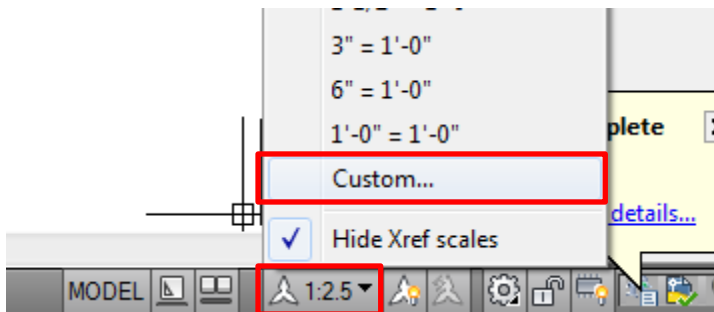 3" = 1'-0"
6" = 1'-0"
1'-0" = 1'-0"
plete
Custom...
details...
Hide Xref scales
MODEL
1:2.5